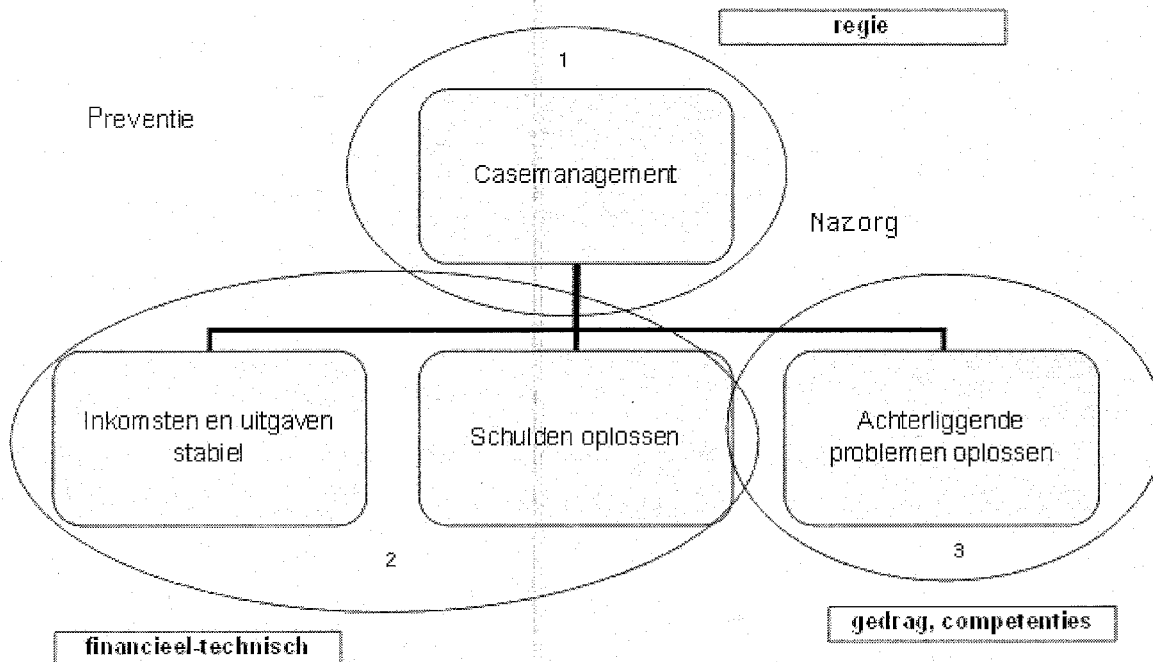 regie
1
Preventie
Casemanagement
Nazorg
Inkomsten en uitgaven
stabiel
Schulden oplossen
Achterliggende
problemen oplossen
2
3
financieel-technisch
gedrag, competenties